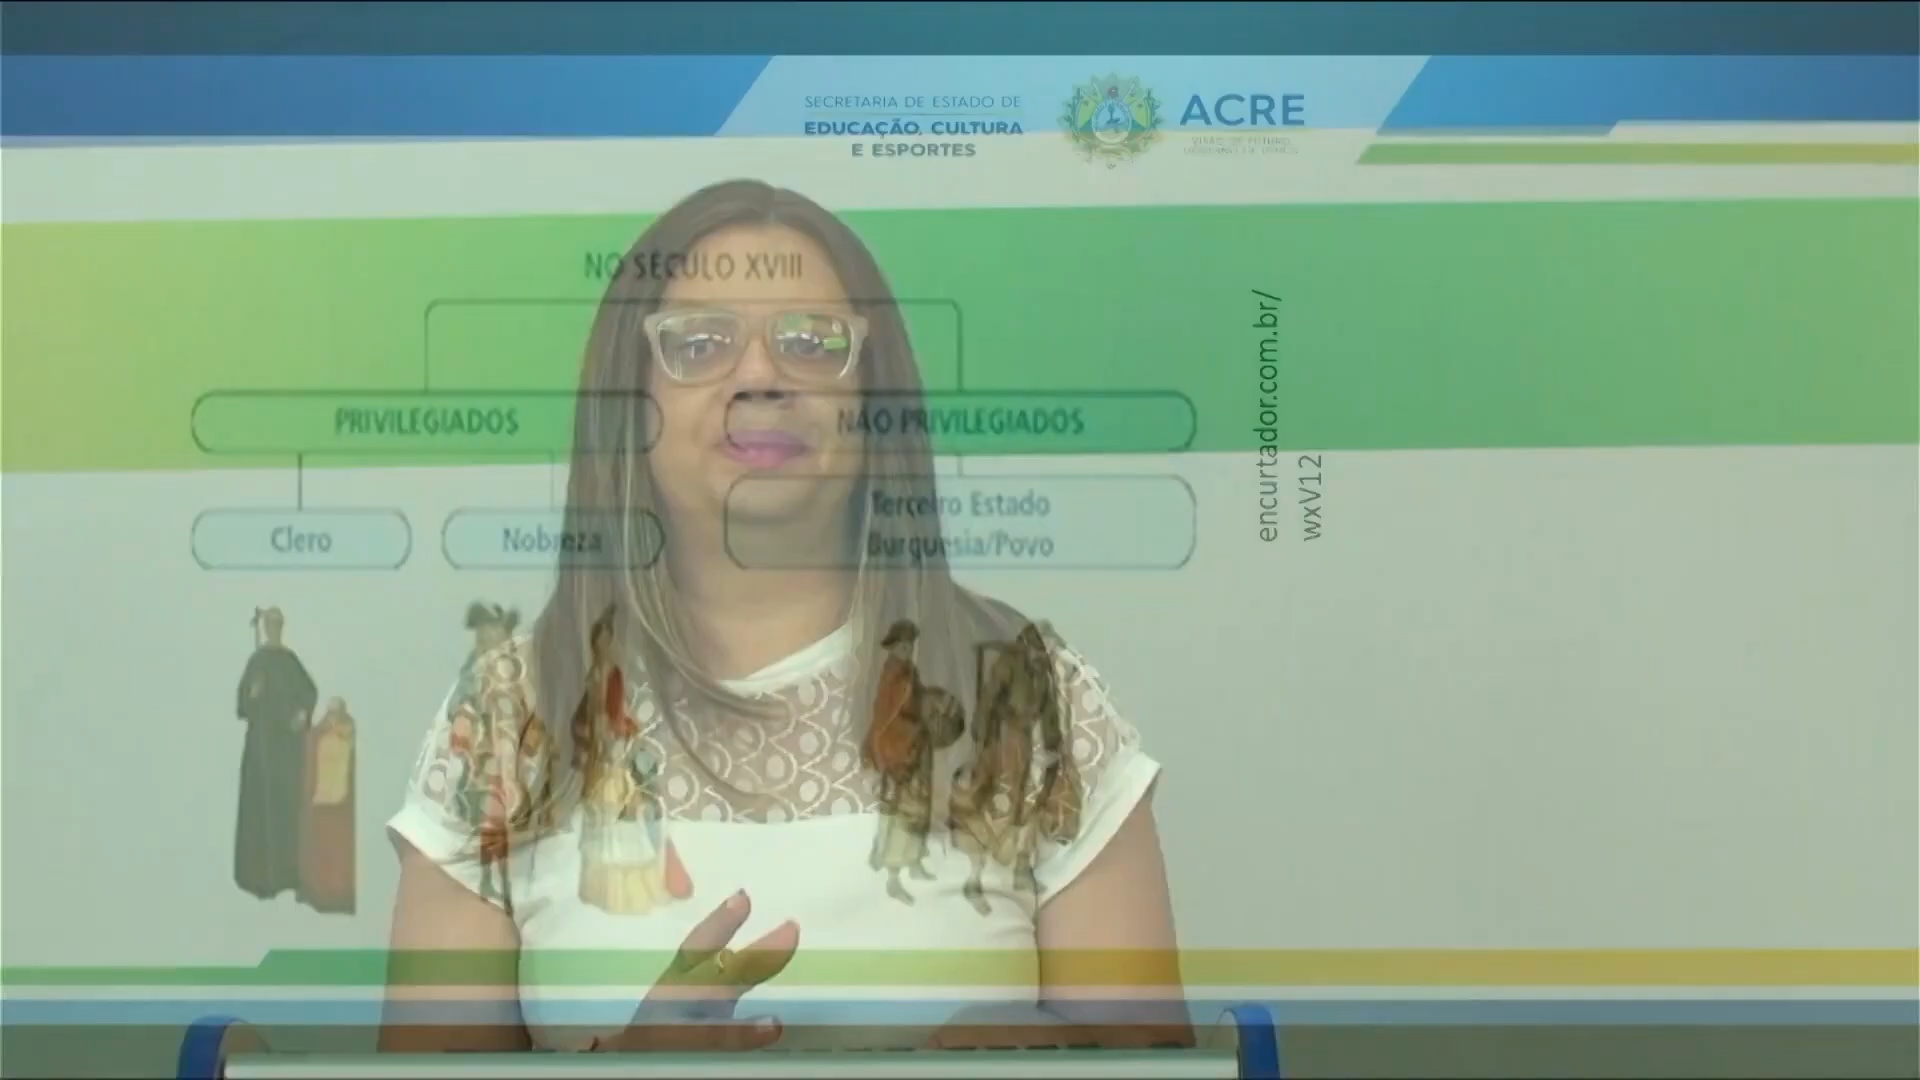 SECRETARIA DE ESTADO DE
EDUCAÇÃO, CULTURA
E ESPORTES
ACRE
NO SÉCULO XVIII
PRIVILEGIADOS
NÃO PRIVILEGIADOS
Clero
Nobreza
Terceiro Estado
Burguesia/Povo
encurtador.com.br/
wxV12